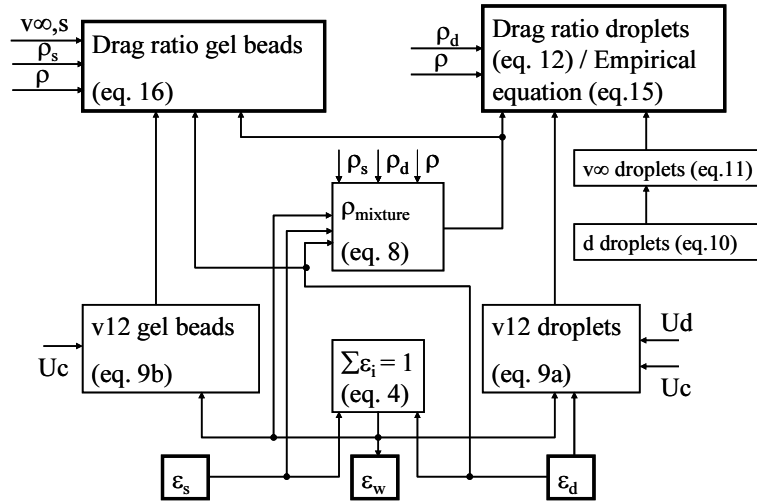 v∞,s
ρs
ρ
Drag ratio gel beads
(eq. 16)
ρd
ρ
Drag ratio droplets
(eq. 12) / Empirical
equation (eq.15)
ρs ρd ρ
ρmixture
(eq. 8)
v∞ droplets (eq.11)
d droplets (eq.10)
v12 gel beads
(eq. 9b)
Uc
∑εi = 1
(eq. 4)
v12 droplets
(eq. 9a)
Ud
Uc
εs
εw
εd